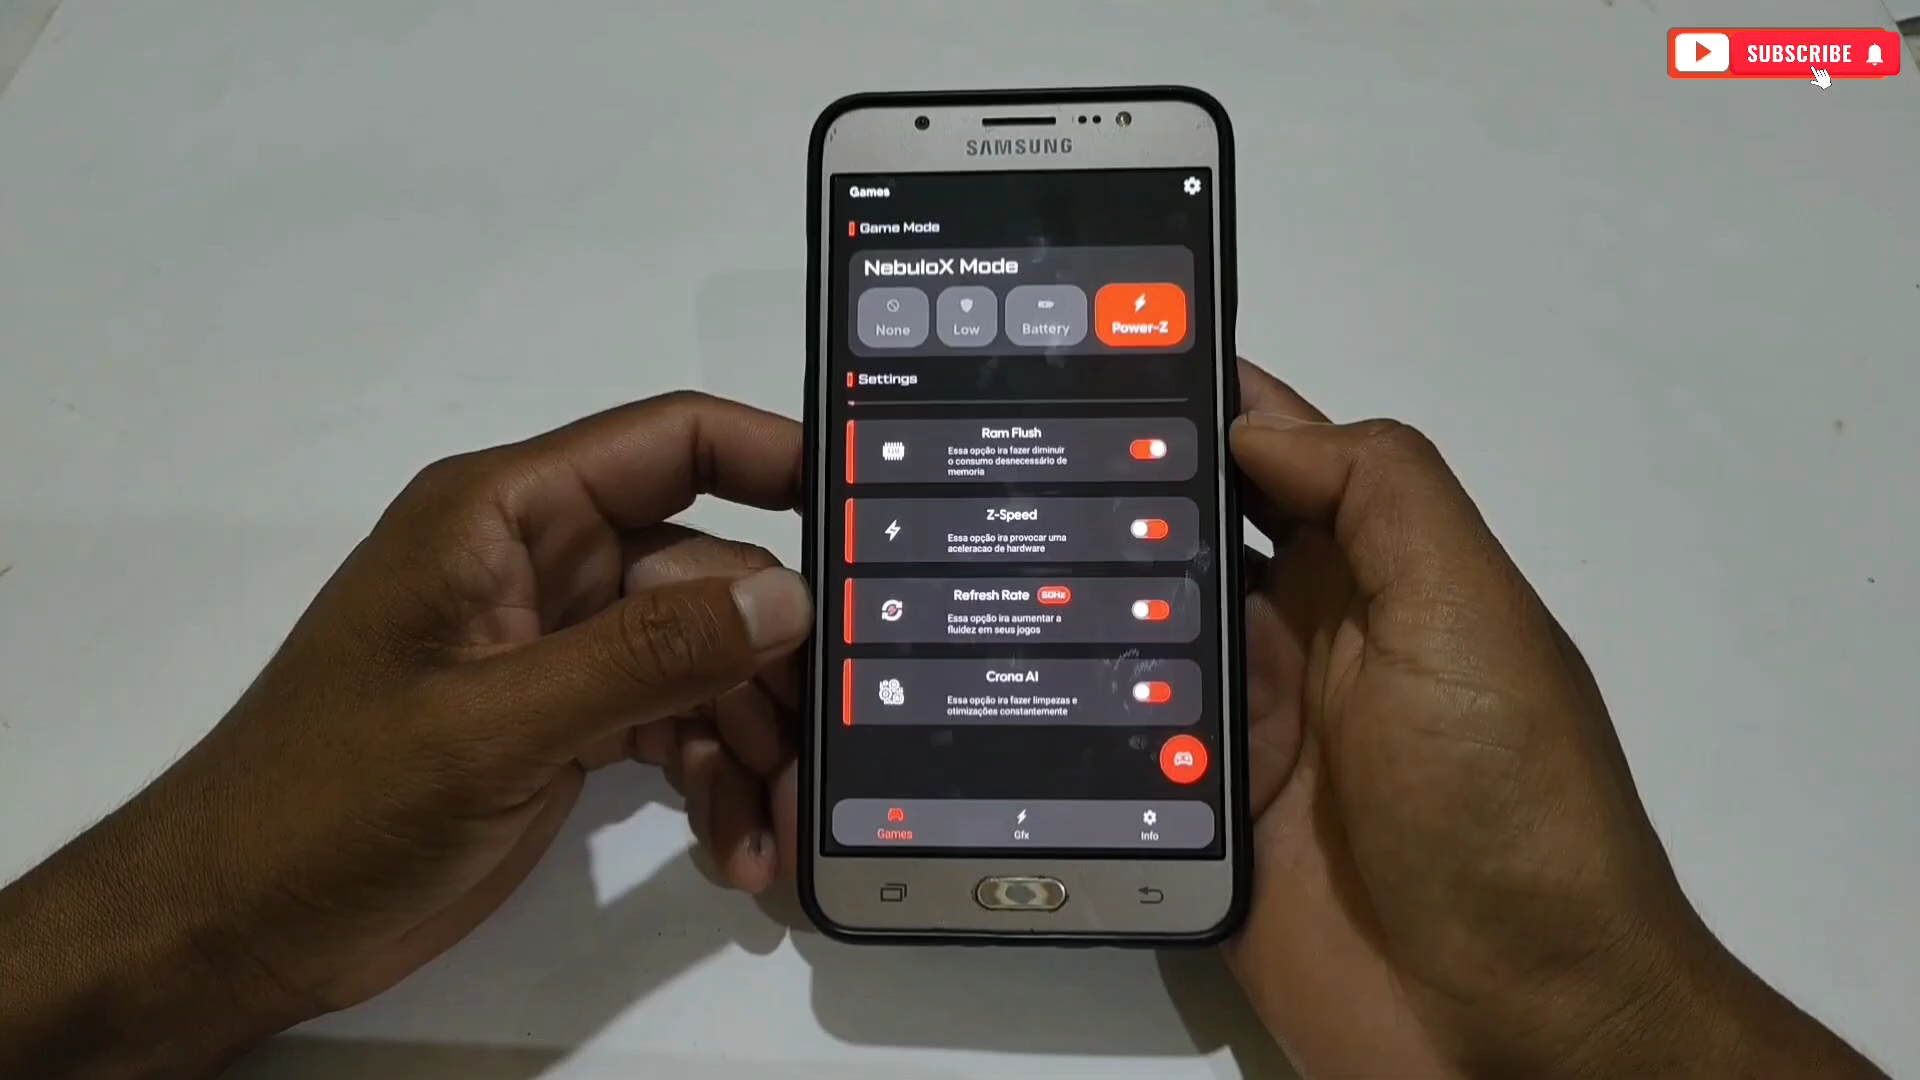 SUBSCRIBE
SAMSUNG
Games
Game Mode
NebuloX Mode
None
Low
Battery
Power-Z
Settings
Ram Flush
Essa opção ira fazer diminuir
o consumo desnecessário de
memoria
Z-Speed
Essa opção ira provocar uma
aceleracao de hardware
Refresh Rate
60Hz
Essa opção ira aumentar a
fluidez em seus jogos
Crona AI
Essa opção ira fazer limpezas e
otimizações constantemente
Games
Gfx
Info